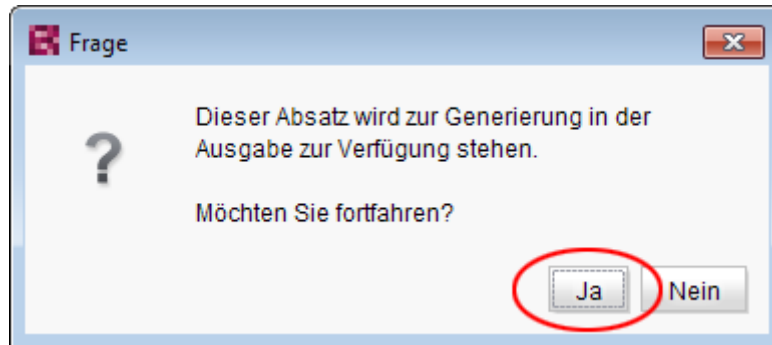 Frage
Dieser Absatz wird zur Generierung in der
Ausgabe zur Verfügung stehen.
Möchten Sie fortfahren?
Ja Nein